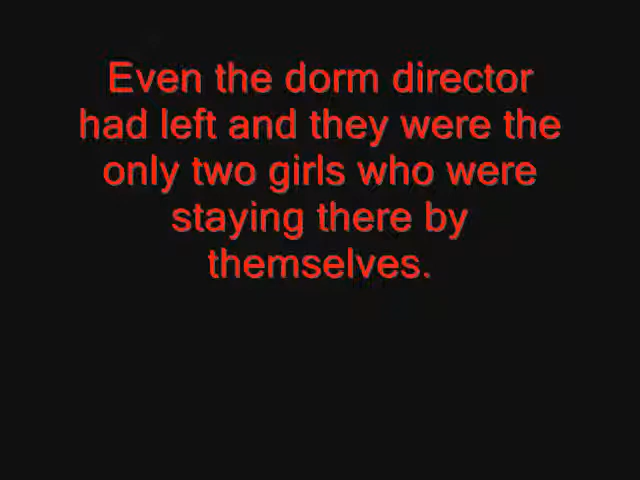 Even the dorm director
had left and they were the
only two girls who were
staying there by
themselves.